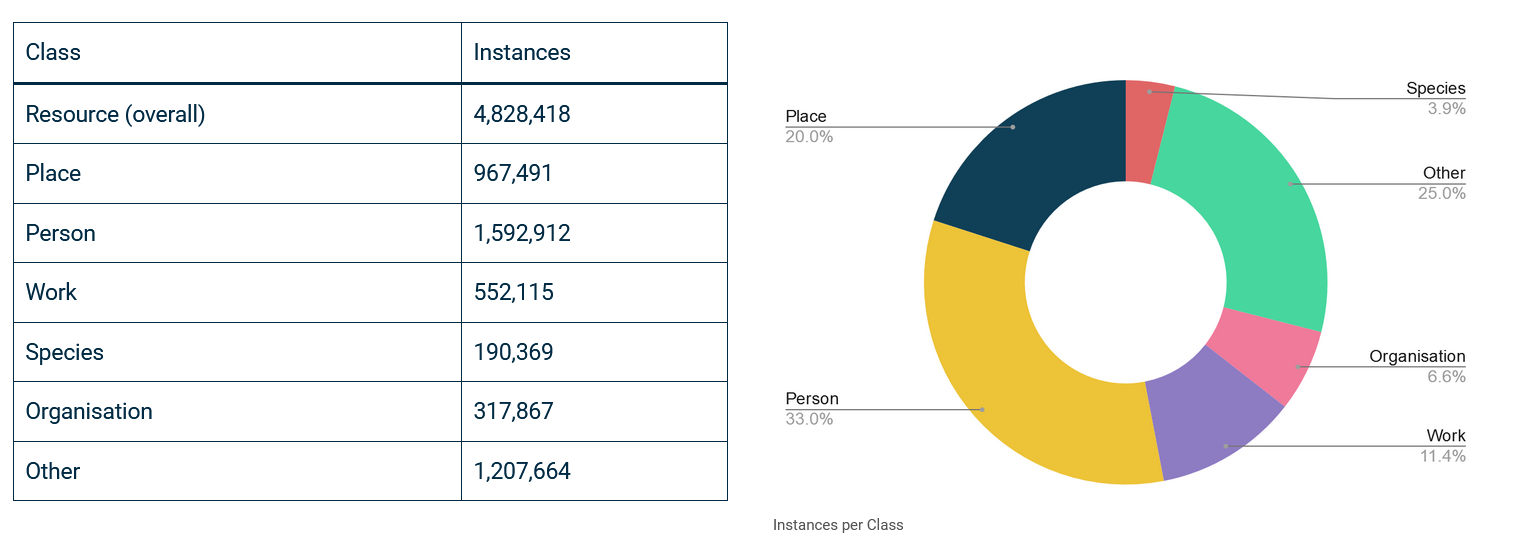 Class Instances
Resource (overall) 4,828,418
Place 967,491
Person 1,592,912
Work 552,115
Species 190,369
Organisation 317,867
Other 1,207,664
Species
3.9%
Place
20.0%
Other
25.0%
Organisation
6.6%
Person
33.0%
Work
11.4%
Instances per Class